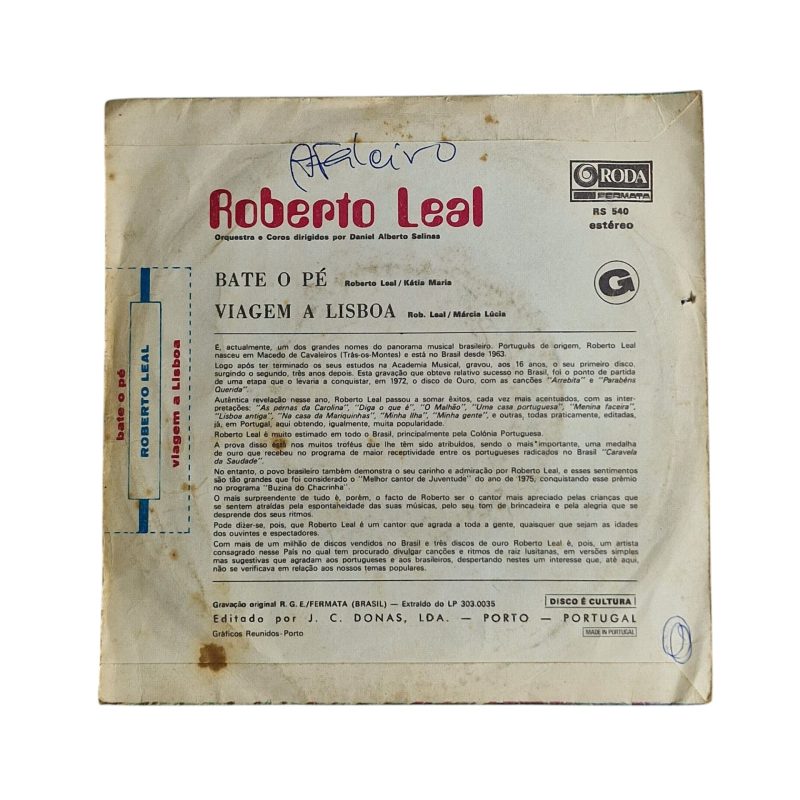 AFaleiro
RODA
FERMATA
RS 540
estéreo
Roberto Leal
Orquestra e Coros dirigidos por Daniel Alberto Salinas
G
BATE O PÉ Roberto Leal / Kátia Maria
VIAGEM A LISBOA Rob. Leal / Márcia Lúcia
bate o pé
ROBERTO LEAL
viagem a Lisboa
É, actualmente, um dos grandes nomes do panorama musical brasileiro. Português de origem, Roberto Leal
nasceu em Macedo de Cavaleiros (Trás-os-Montes) e está no Brasil desde 1963.
Logo após ter terminado os seus estudos na Academia Musical, gravou, aos 16 anos, o seu primeiro disco,
surgindo o segundo, três anos depois. Esta gravação que obteve relativo sucesso no Brasil, foi o ponto de partida
de uma etapa que o levaria a conquistar, em 1972, o disco de Ouro, com as canções "Arrebita" e "Parabéns
Querida".
Autêntica revelação nesse ano, Roberto Leal passou a somar êxitos, cada vez mais acentuados, com as inter-
pretações: "As pernas da Carolina", "Diga o que é", "O Malhão", "Uma casa portuguesa", "Menina faceira",
"Lisboa antiga", "Na casa da Mariquinhas", "Minha ilha", "Minha gente", e outras, todas praticamente, editadas,
já, em Portugal, aqui obtendo, igualmente, muita popularidade.
Roberto Leal é muito estimado em todo o Brasil, principalmente pela Colónia Portuguesa.
A prova disso está nos muitos troféus que lhe têm sido atribuídos, sendo o mais importante, uma medalha
de ouro que recebeu no programa de maior receptividade entre os portugueses radicados no Brasil "Caravela
da Saudade".
No entanto, o povo brasileiro também demonstra o seu carinho e admiração por Roberto Leal, e esses sentimentos
são tão grandes que foi considerado o "Melhor cantor de Juventude" do ano de 1975, conquistando esse prêmio
no programa "Buzina do Chacrinha".
O mais surpreendente de tudo é, porém, o facto de Roberto ser o cantor mais apreciado pelas crianças que
se sentem atraídas pela espontaneidade das suas músicas, pelo seu tom de brincadeira e pela alegria que se
desprende dos seus ritmos.
Pode dizer-se, pois, que Roberto Leal é um cantor que agrada a toda a gente, quaisquer que sejam as idades
dos ouvintes e espectadores.
Com mais de um milhão de discos vendidos no Brasil e três discos de ouro Roberto Leal é, pois, um artista
consagrado nesse País no qual tem procurado divulgar canções e ritmos de raiz lusitanas, em versões simples
mas sugestivas que agradam aos portugueses e aos brasileiros, despertando nestes um interesse que, até aqui,
não se verificava em relação aos nossos temas populares.
Gravação original R. G. E./FERMATA (BRASIL) — Extraído do LP 303.0035
DISCO É CULTURA
Editado por J. C. DONAS, LDA. — PORTO — PORTUGAL
Gráficos Reunidos-Porto
MADE IN PORTUGAL